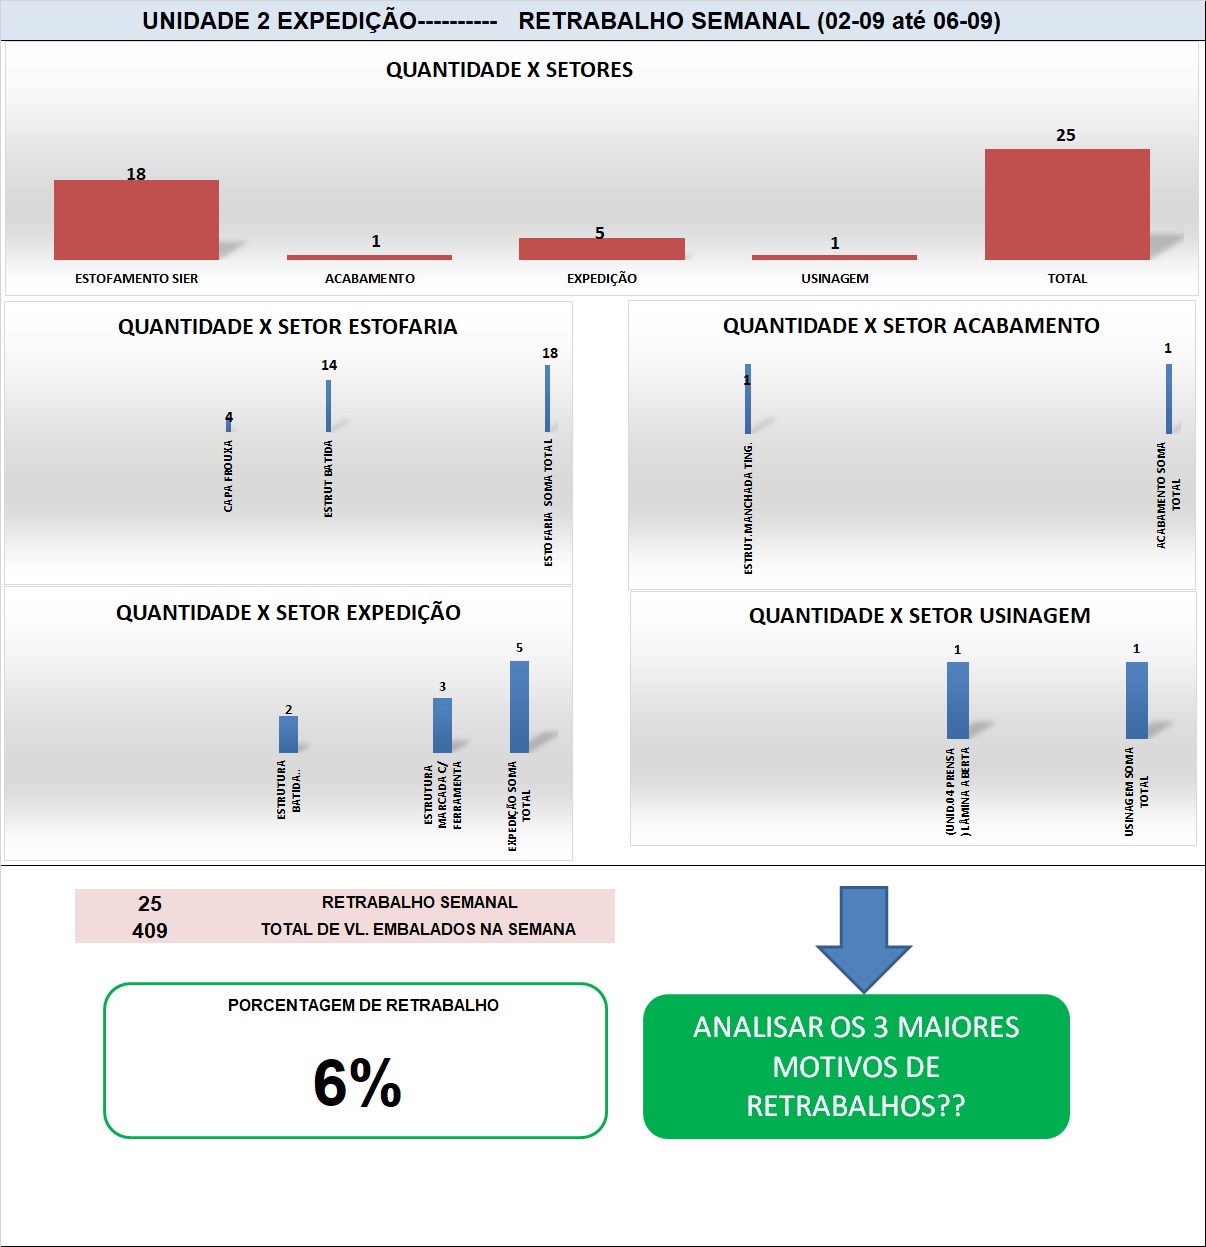 UNIDADE 2 EXPEDIÇÃO---------- RETRABALHO SEMANAL (02-09 até 06-09)
QUANTIDADE X SETORES
18
1
5
1
25
ESTOFAMENTO SIER
ACABAMENTO
EXPEDIÇÃO
USINAGEM
TOTAL
QUANTIDADE X SETOR ESTOFARIA
4
14
18
CAPA FROUXA
ESTRUT BATIDA
ESTOFARIA SOMA TOTAL
QUANTIDADE X SETOR ACABAMENTO
1
1
ESTRUT. MANCHADA TING.
ACABAMENTO SOMA
TOTAL
QUANTIDADE X SETOR EXPEDIÇÃO
2
3
5
ESTRUTURA
BATIDA..
ESTRUTURA
MARCADA C/
FERRAMENTA
EXPEDIÇÃO SOMA
TOTAL
QUANTIDADE X SETOR USINAGEM
1
1
(UNID.04 PRENSA
) LÂMINA ABERTA
USINAGEM SOMA
TOTAL
25 RETRABALHO SEMANAL
409 TOTAL DE VL. EMBALADOS NA SEMANA
PORCENTAGEM DE RETRABALHO
6%
ANALISAR OS 3 MAIORES
MOTIVOS DE
RETRABALHOS??